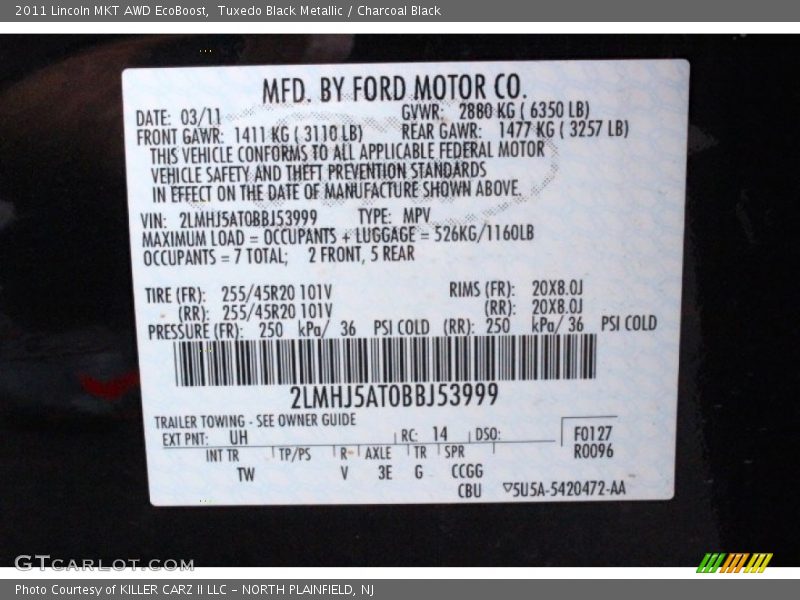 2011 Lincoln MKT AWD EcoBoost, Tuxedo Black Metallic / Charcoal Black
MFD. BY FORD MOTOR CO.
DATE: 03/11 GVWR: 2880 KG ( 6350 LB)
FRONT GAWR: 1411 KG ( 3110 LB) REAR GAWR: 1477 KG ( 3257 LB)
THIS VEHICLE CONFORMS TO ALL APPLICABLE FEDERAL MOTOR
VEHICLE SAFETY AND THEFT PREVENTION STANDARDS
IN EFFECT ON THE DATE OF MANUFACTURE SHOWN ABOVE.
VIN: 2LMHJ5AT0BBJ53999 TYPE: MPV
MAXIMUM LOAD = OCCUPANTS + LUGGAGE = 526KG/1160LB
OCCUPANTS = 7 TOTAL; 2 FRONT, 5 REAR
TIRE (FR): 255/45R20 101V RIMS (FR): 20X8.0J
(RR): 255/45R20 101V (RR): 20X8.0J
PRESSURE (FR): 250 kPa/ 36 PSI COLD (RR): 250 kPa/ 36 PSI COLD
2LMHJ5AT0BBJ53999
TRAILER TOWING - SEE OWNER GUIDE
EXT PNT: UH RC: 14 DSO: F0127
R0096
INT TR TP/PS R AXLE TR SPR
TW V 3E G CCGG
CBU ▽5U5A-5420472-AA
GTCARLOT.COM
Photo Courtesy of KILLER CARZ II LLC – NORTH PLAINFIELD, NJ